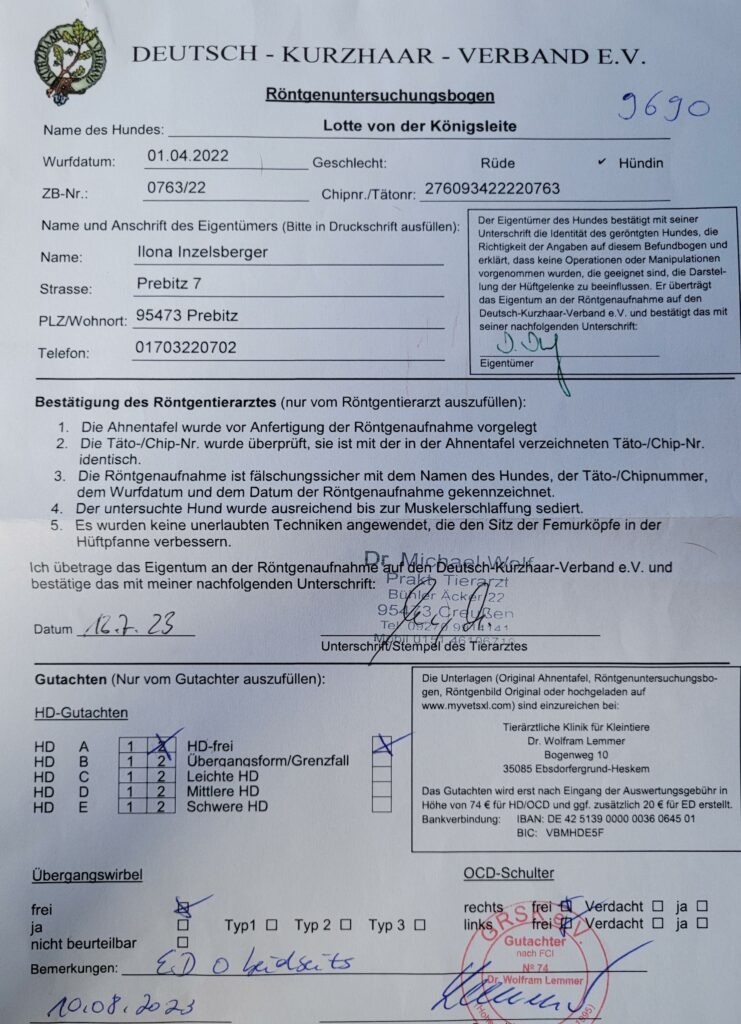 KURZHAAR VERBAND
DEUTSCH - KURZHAAR - VERBAND E.V.
Röntgenuntersuchungsbogen
9690
Name des Hundes: Lotte von der Königsleite
Wurfdatum: 01.04.2022 Geschlecht: Rüde ✓ Hündin
ZB-Nr.: 0763/22 Chipnr./Tätonr: 276093422220763
Name und Anschrift des Eigentümers (Bitte in Druckschrift ausfüllen):
Name: Ilona Inzelsberger
Strasse: Prebitz 7
PLZ/Wohnort: 95473 Prebitz
Telefon: 01703220702
Der Eigentümer des Hundes bestätigt mit seiner
Unterschrift die Identität des geröntgten Hundes, die
Richtigkeit der Angaben auf diesem Befundbogen und
erklärt, dass keine Operationen oder Manipulationen
vorgenommen wurden, die geeignet sind, die Darstel-
lung der Hüftgelenke zu beeinflussen. Er überträgt
das Eigentum an der Röntgenaufnahme auf den
Deutsch-Kurzhaar-Verband e.V. und bestätigt das mit
seiner nachfolgenden Unterschrift:
Eigentümer
Bestätigung des Röntgentierarztes (nur vom Röntgentierarzt auszufüllen):
1. Die Ahnentafel wurde vor Anfertigung der Röntgenaufnahme vorgelegt
2. Die Täto-/Chip-Nr. wurde überprüft, sie ist mit der in der Ahnentafel verzeichneten Täto-/Chip-Nr.
identisch.
3. Die Röntgenaufnahme ist fälschungssicher mit dem Namen des Hundes, der Täto-/Chipnummer,
dem Wurfdatum und dem Datum der Röntgenaufnahme gekennzeichnet.
4. Der untersuchte Hund wurde ausreichend bis zur Muskelerschlaffung sediert.
5. Es wurden keine unerlaubten Techniken angewendet, die den Sitz der Femurköpfe in der
Hüftpfanne verbessern.
Ich übetrage das Eigentum an der Röntgenaufnahme auf den Deutsch-Kurzhaar-Verband e.V. und
bestätige das mit meiner nachfolgenden Unterschrift:
Dr. Michael Wolf
Prakt. Tierarzt
Bühler Äcker 22
95473 Creußen
Datum 18.7.23
Unterschrift/Stempel des Tierarztes
Gutachten (Nur vom Gutachter auszufüllen):
HD-Gutachten
HD A 1 2 HD-frei
HD B 1 2 Übergangsform/Grenzfall
HD C 1 2 Leichte HD
HD D 1 2 Mittlere HD
HD E 1 2 Schwere HD
Die Unterlagen (Original Ahnentafel, Röntgenuntersuchungsbo-
gen, Röntgenbild Original oder hochgeladen auf
www.myvetsxl.com) sind einzureichen bei:
Tierärztliche Klinik für Kleintiere
Dr. Wolfram Lemmer
Bogenweg 10
35085 Ebsdorfergrund-Heskem
Das Gutachten wird erst nach Eingang der Auswertungsgebühr in
Höhe von 74 € für HD/OCD und ggf. zusätzlich 20 € für ED erstellt.
Bankverbindung: IBAN: DE 42 5139 0000 0036 0645 01
BIC: VBMHDE5F
Übergangswirbel
frei
ja Typ1 Typ 2 Typ 3
nicht beurteilbar
OCD-Schulter
rechts frei Verdacht ja
links frei Verdacht ja
GRSK e.V.
Gutachter
nach FCI
Nº 74
Dr. Wolfram Lemmer
Bemerkungen: ED 0 beidseits
10.08.2023